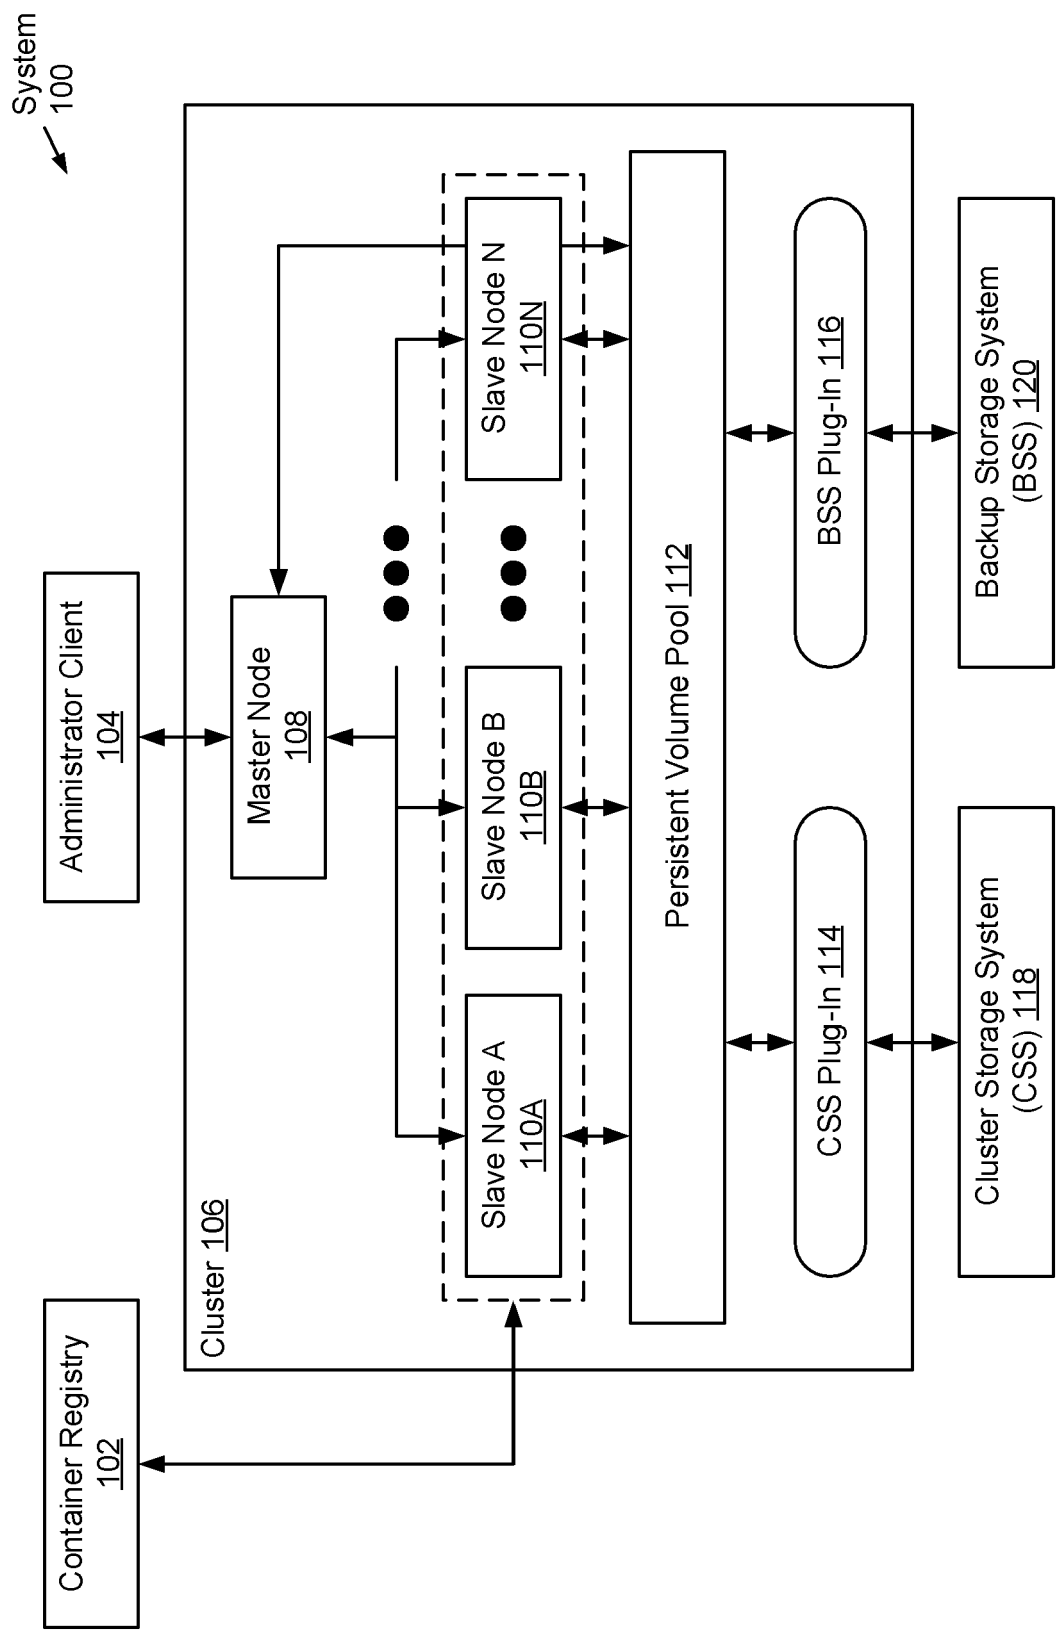 System
100
Container Registry
102
Administrator Client
104
Cluster 106
Master Node
108
Slave Node A
110A
Slave Node B
110B
Slave Node N
110N
Persistent Volume Pool 112
CSS Plug-In 114
BSS Plug-In 116
Cluster Storage System
(CSS) 118
Backup Storage System
(BSS) 120